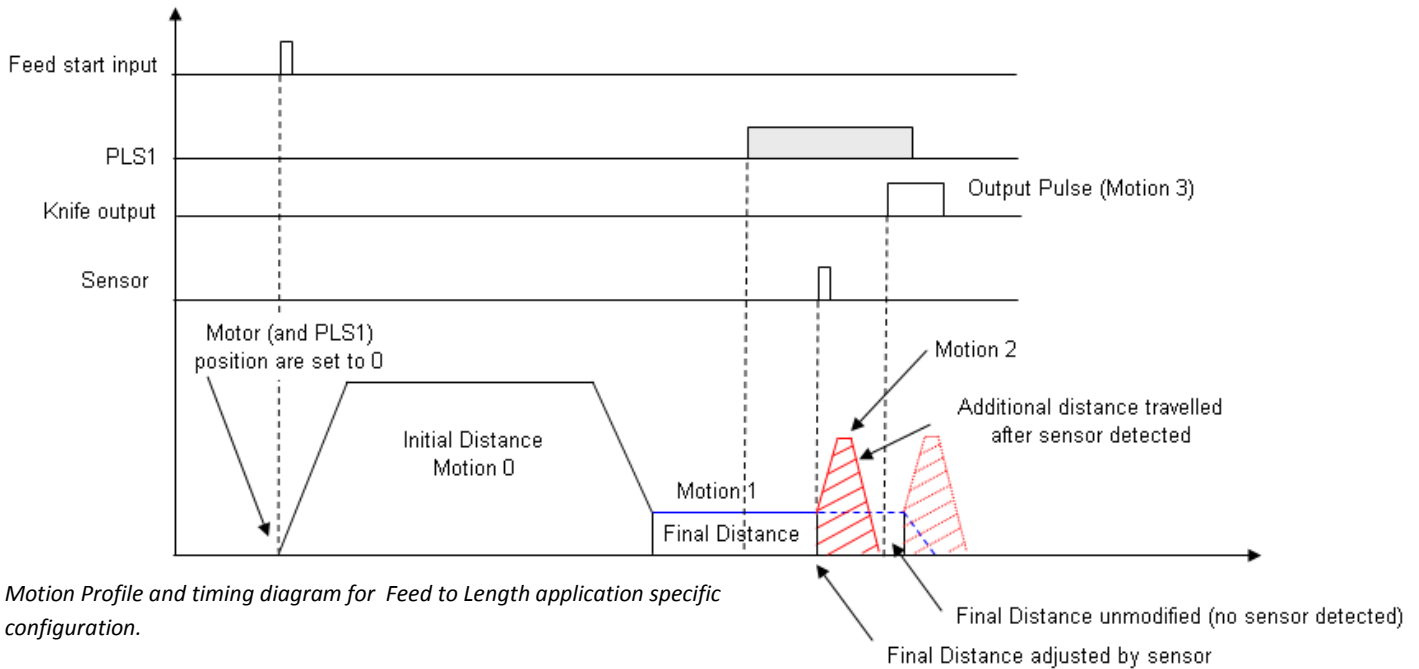 Feed start input
PLS1
Knife output
Output Pulse (Motion 3)
Sensor
Motor (and PLS1)
position are set to 0
Motion 2
Additional distance travelled
after sensor detected
Initial Distance
Motion 0
Motion 1
Final Distance
Motion Profile and timing diagram for Feed to Length application specific
configuration.
Final Distance unmodified (no sensor detected)
Final Distance adjusted by sensor